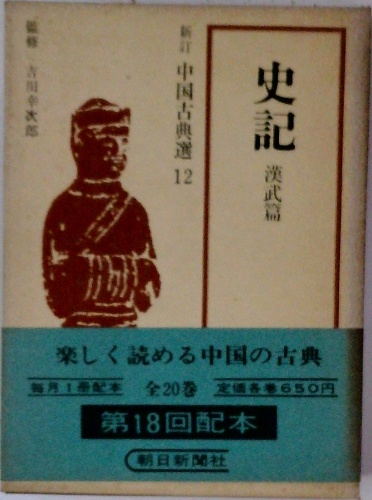 史記
漢武篇
新訂 中国古典選 12
監修 吉川幸次郎
楽しく読める中国の古典
毎月1冊配本 全20巻 定価各巻650円
第18回配本
朝日新聞社